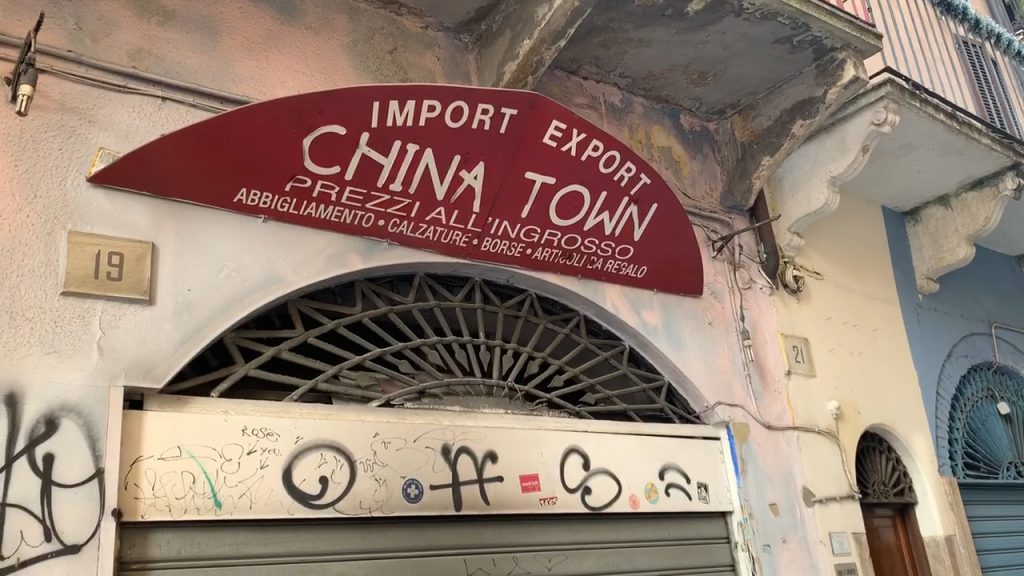 IMPORT EXPORT
CHINA TOWN
PREZZI ALL'INGROSSO
ABBIGLIAMENTO • CALZATURE • BORSE • ARTICOLI DA REGALO
19
21